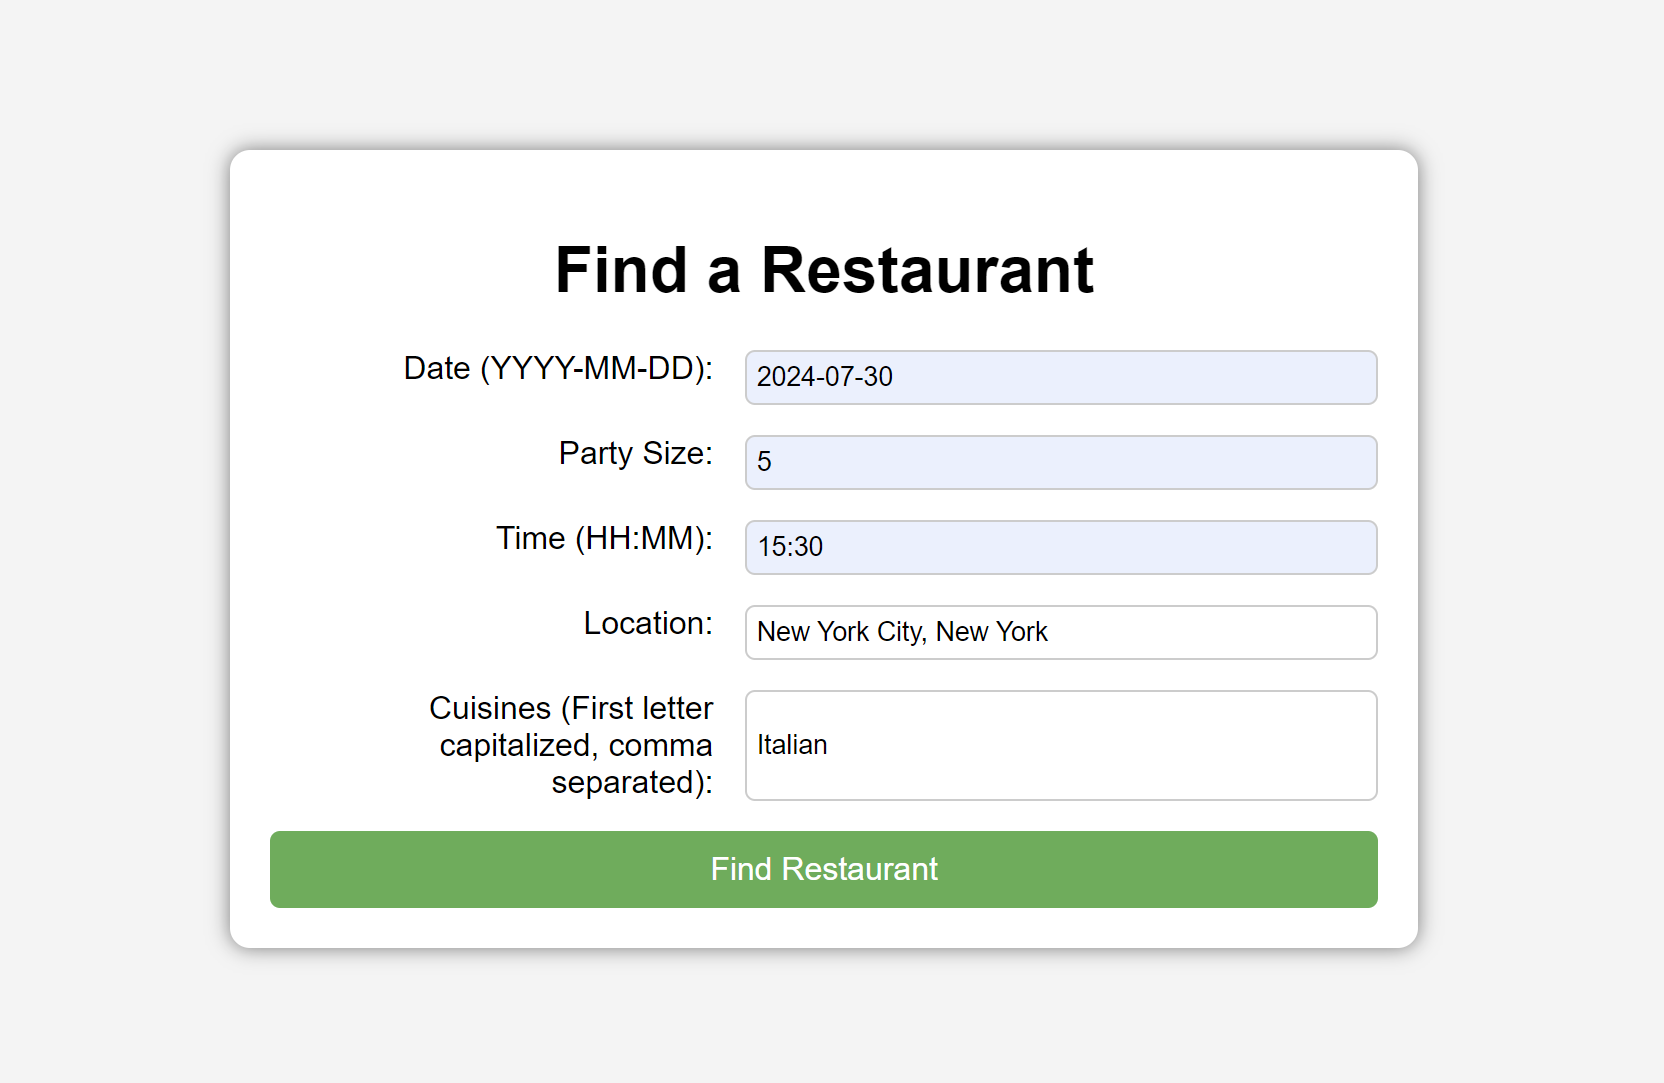 Find a Restaurant
Date (YYYY-MM-DD): 2024-07-30
Party Size: 5
Time (HH:MM): 15:30
Location: New York City, New York
Cuisines (First letter
capitalized, comma
separated):
Italian
Find Restaurant